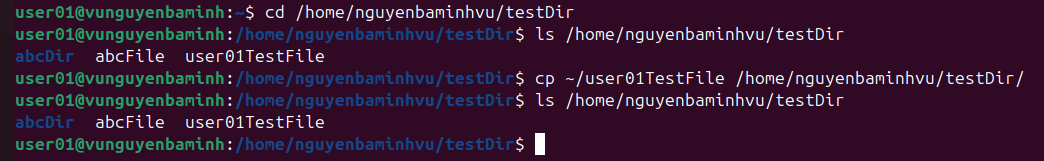 user01@vunguyenbaminh:~$ cd /home/nguyenbaminhvu/testDir
user01@vunguyenbaminh:/home/nguyenbaminhvu/testDir$ ls /home/nguyenbaminhvu/testDir
abcDir  abcFile  user01TestFile
user01@vunguyenbaminh:/home/nguyenbaminhvu/testDir$ cp ~/user01TestFile /home/nguyenbaminhvu/testDir/
user01@vunguyenbaminh:/home/nguyenbaminhvu/testDir$ ls /home/nguyenbaminhvu/testDir
abcDir  abcFile  user01TestFile
user01@vunguyenbaminh:/home/nguyenbaminhvu/testDir$